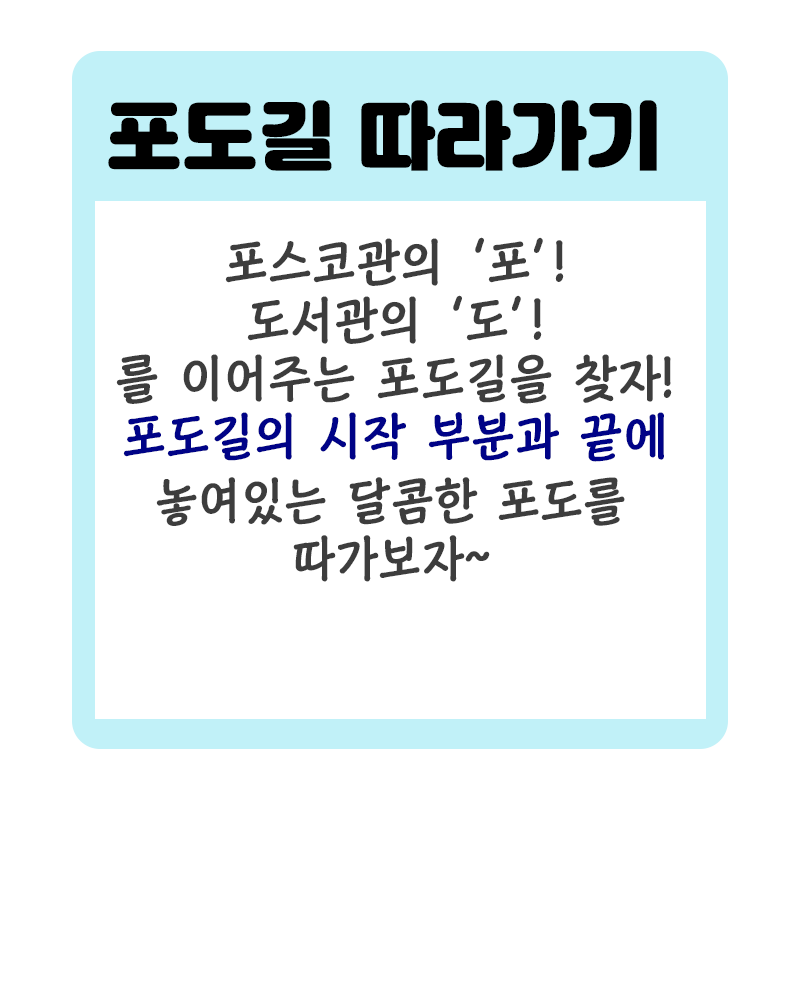 포도길 따라가기
포스코관의 '포'!
도서관의 '도'!
를 이어주는 포도길을 찾자!
포도길의 시작 부분과 끝에
놓여있는 달콤한 포도를
따가보자~